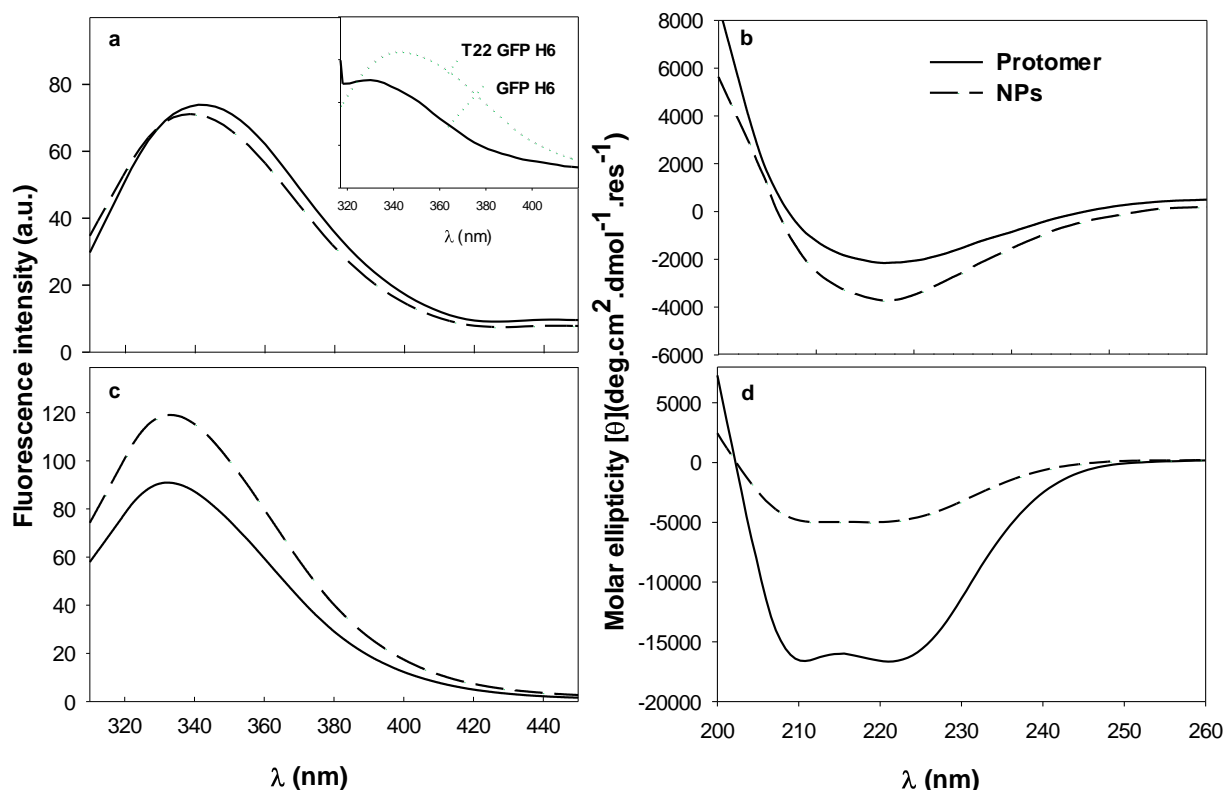 a
T22 GFP H6
GFP H6
320 340 360 380 400
λ (nm)
80
60
40
20
0
Fluorescence intensity (a.u.)
b
Protomer
NPs
8000
6000
4000
2000
0
-2000
-4000
-6000
Molar ellipticity [θ](deg.cm².dmol⁻¹.res⁻¹)
c
120
100
80
60
40
20
0
320 340 360 380 400 420 440
λ (nm)
d
5000
0
-5000
-10000
-15000
-20000
200 210 220 230 240 250 260
λ (nm)